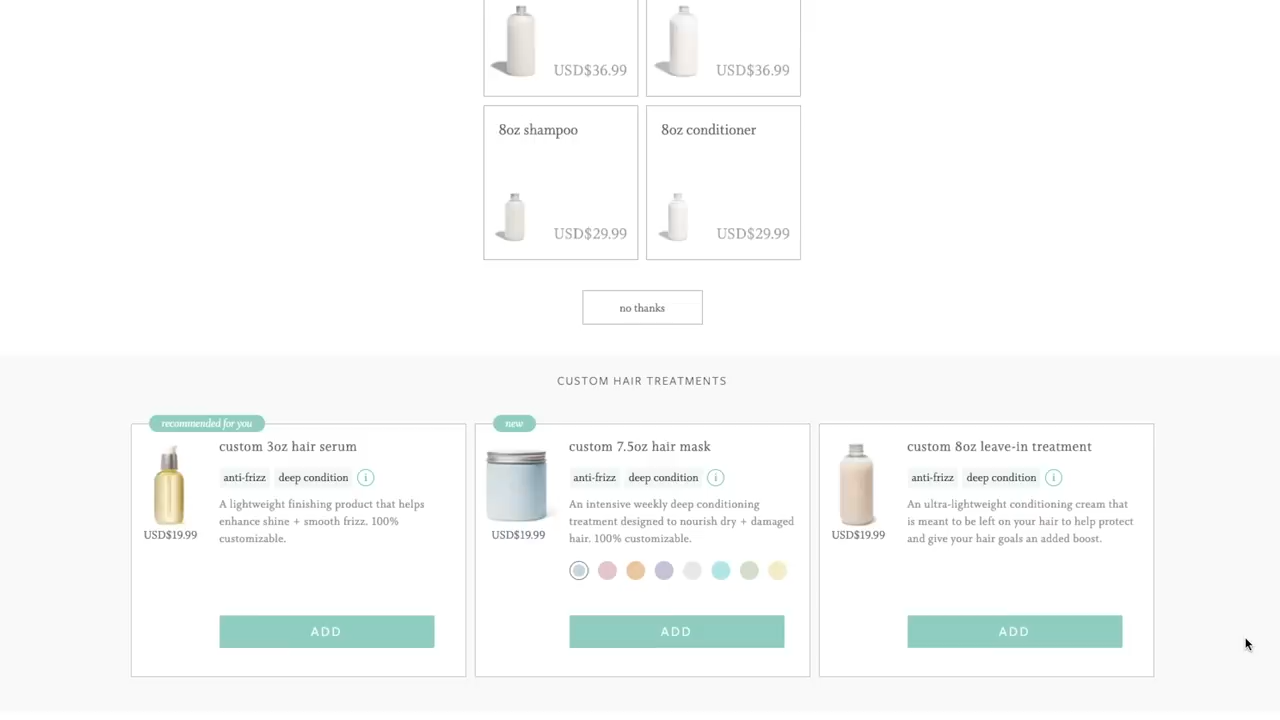 USD$36.99
USD$36.99
8oz shampoo
USD$29.99
8oz conditioner
USD$29.99
no thanks
CUSTOM HAIR TREATMENTS
recommended for you
custom 3oz hair serum
anti-frizz deep condition i
A lightweight finishing product that helps
enhance shine + smooth frizz. 100%
customizable.
USD$19.99
ADD
new
custom 7.5oz hair mask
anti-frizz deep condition i
An intensive weekly deep conditioning
treatment designed to nourish dry + damaged
hair. 100% customizable.
USD$19.99
ADD
custom 8oz leave-in treatment
anti-frizz deep condition i
An ultra-lightweight conditioning cream that
is meant to be left on your hair to help protect
and give your hair goals an added boost.
USD$19.99
ADD